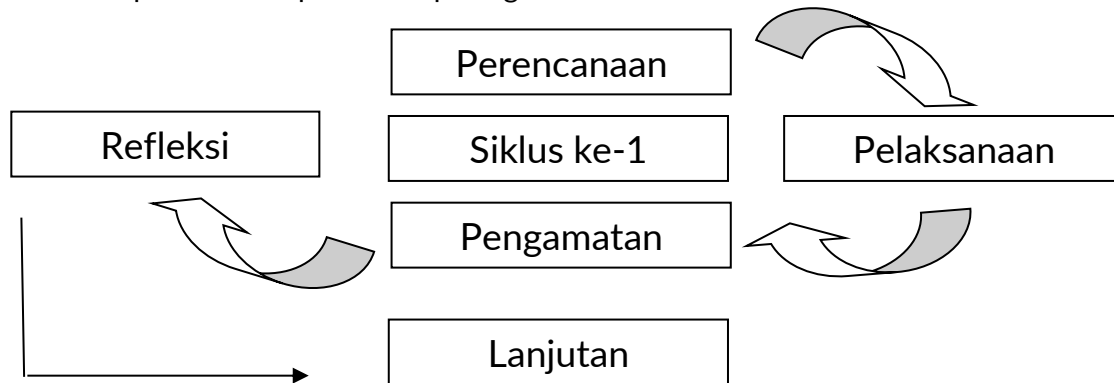 Perencanaan
Refleksi
Siklus ke-1
Pelaksanaan
Pengamatan
Lanjutan